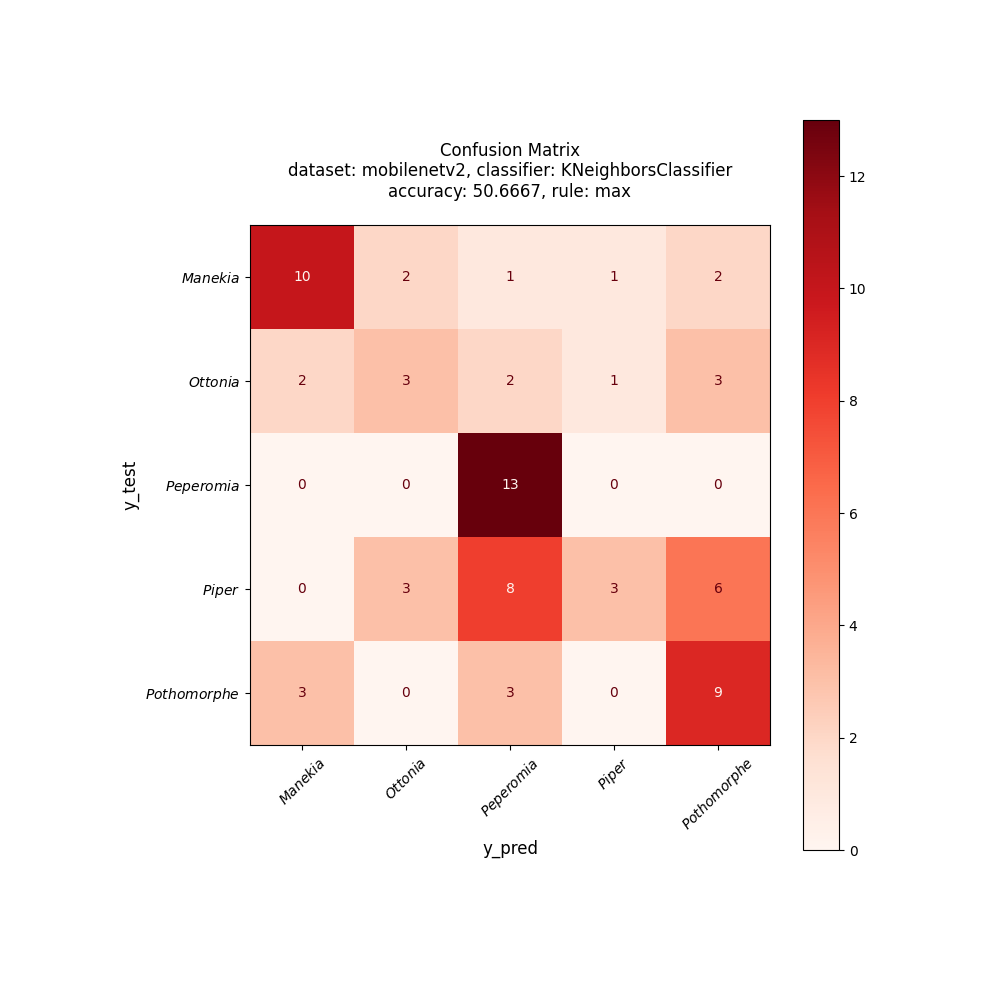 Confusion Matrix
dataset: mobilenetv2, classifier: KNeighborsClassifier
accuracy: 50.6667, rule: max
y_test
Manekia 10 2 1 1 2
Ottonia 2 3 2 1 3
Peperomia 0 0 13 0 0
Piper 0 3 8 3 6
Pothomorphe 3 0 3 0 9
Manekia Ottonia Peperomia Piper Pothomorphe
y_pred
12
10
8
6
4
2
0